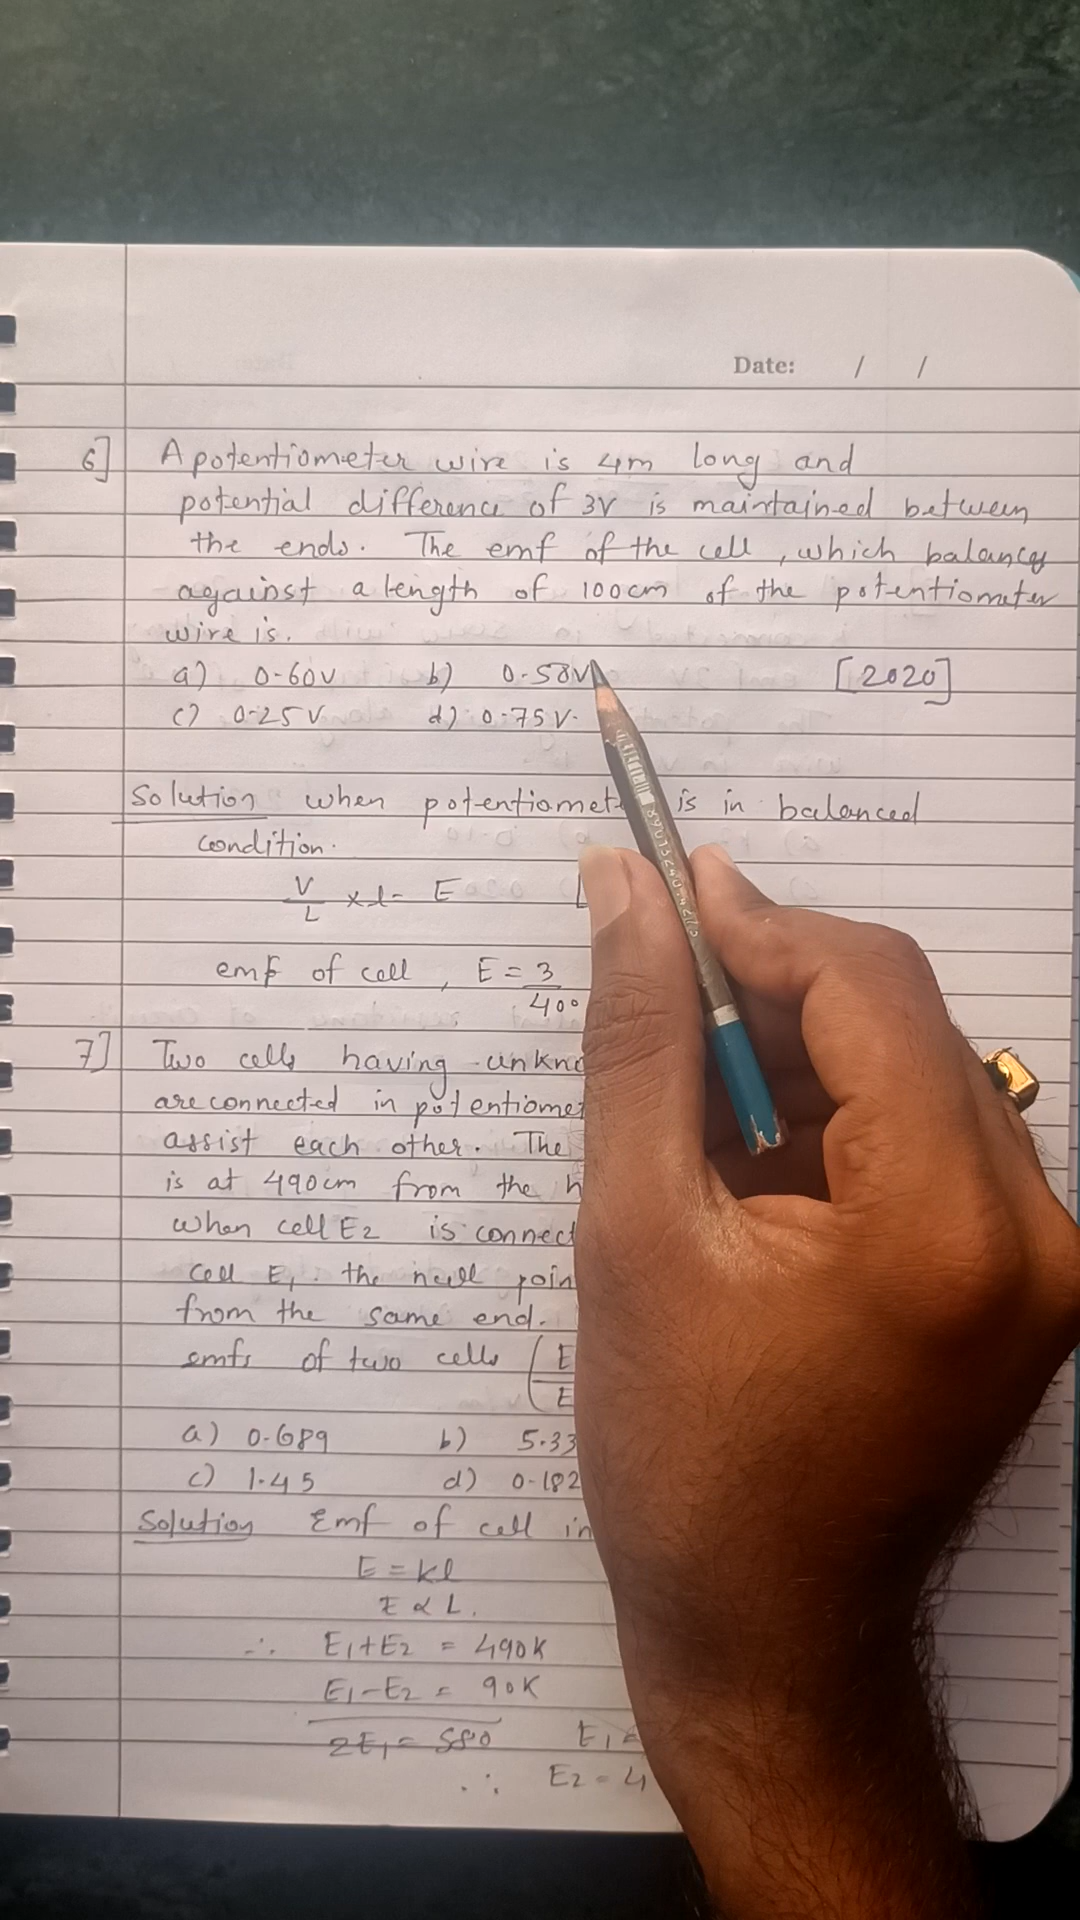 Date: / /
6] A potentiometer wire is 4m long and
potential difference of 3V is maintained between
the ends. The emf of the cell, which balances
against a length of 100cm of the potentiometer
wire is.
a) 0.60V b) 0.58V [2020]
c) 0.25V d) 0.75V.
Solution when potentiomet is in balanced
condition.
V/L × l = E
emf of cell, E = 3/400
7] Two cells having unkno
are connected in potentiome
assist each other. The
is at 490cm from the h
when cell E2 is connect
cell E1. the null poin
from the same end.
emfs of two cells (E/E
a) 0.689 b) 5.33
c) 1.45 d) 0.182
Solution Emf of cell in
E = kl
E ∝ L.
∴ E1+E2 = 490K
E1-E2 = 90K
2E1 = 580 E1 =
∴ E2 = 4